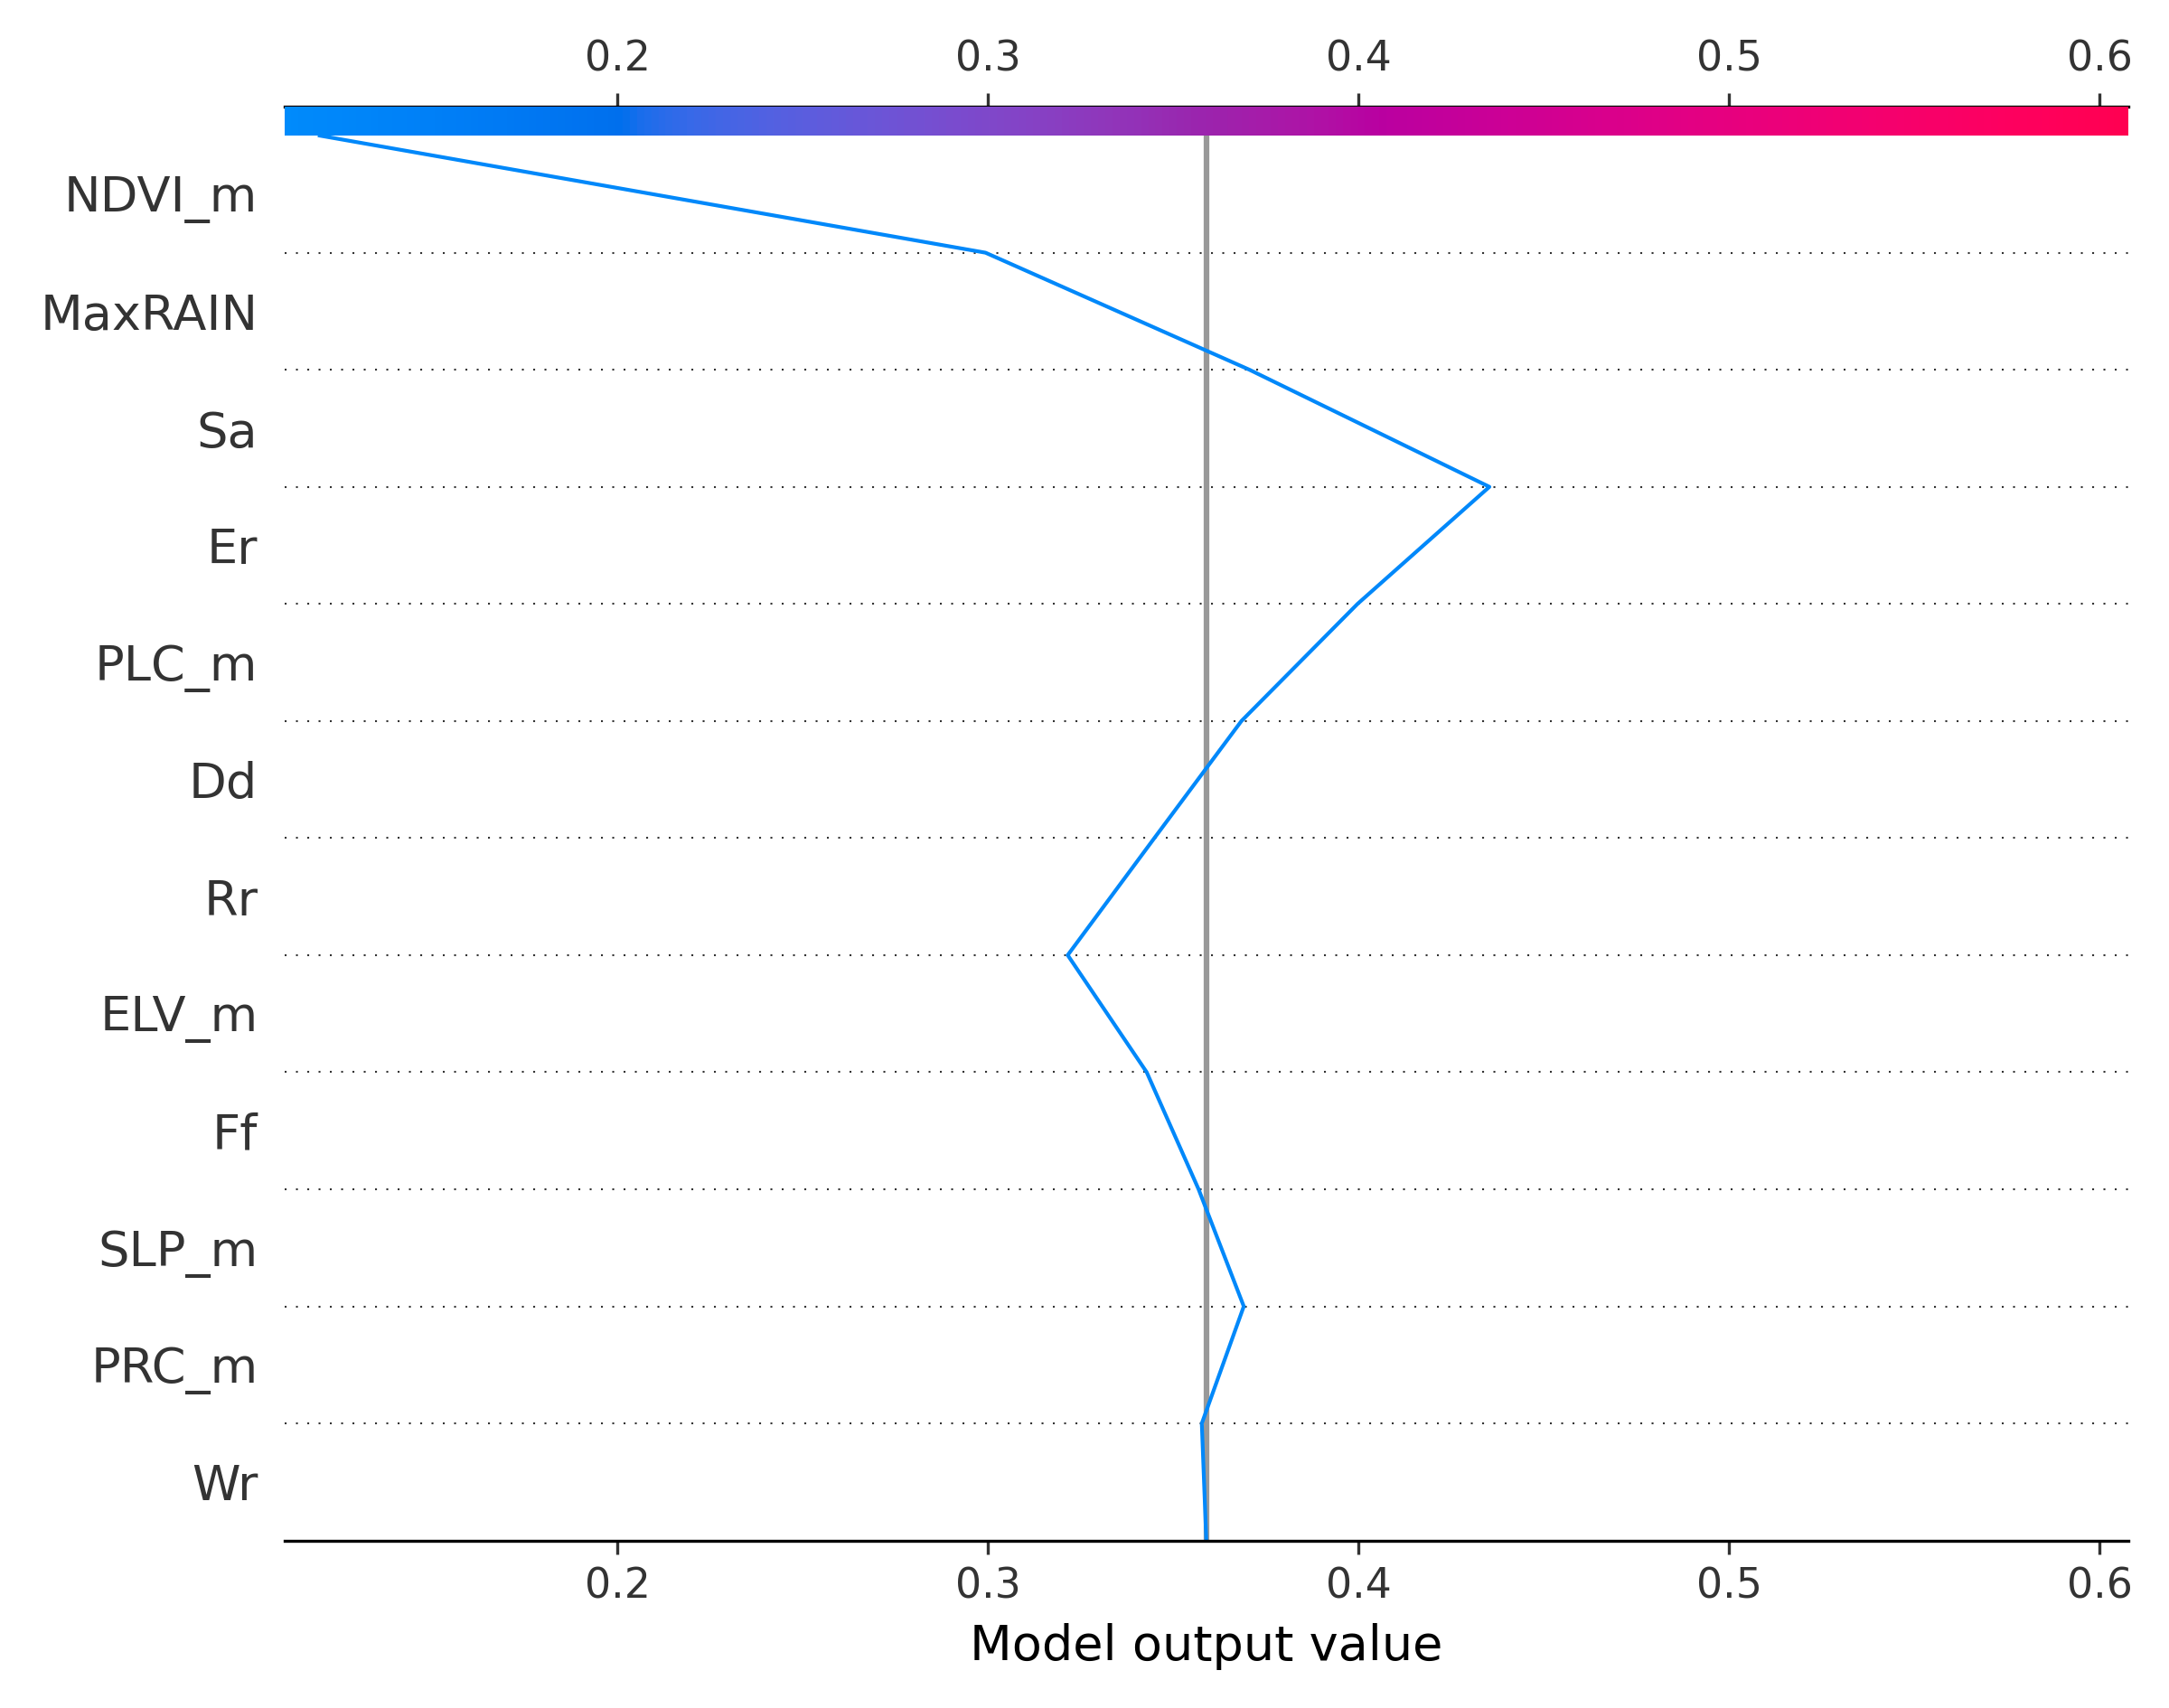 0.2 0.3 0.4 0.5 0.6
NDVI_m
MaxRAIN
Sa
Er
PLC_m
Dd
Rr
ELV_m
Ff
SLP_m
PRC_m
Wr
0.2 0.3 0.4 0.5 0.6
Model output value